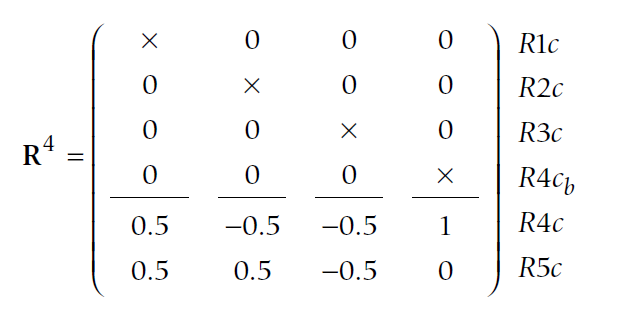 × 0 0 0 R1c
0 × 0 0 R2c
0 0 × 0 R3c
R⁴ = 0 0 0 × R4c_b
0.5 –0.5 –0.5 1 R4c
0.5 0.5 –0.5 0 R5c